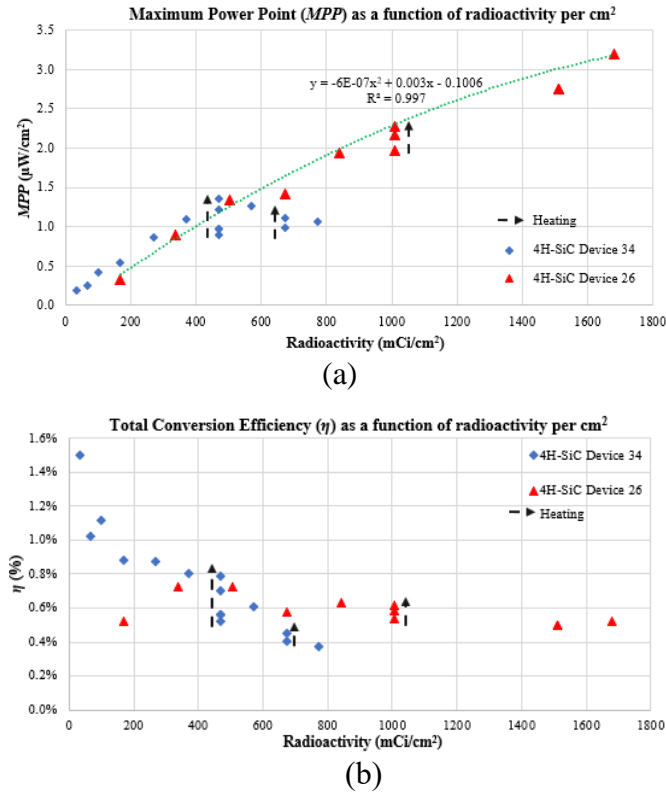 Maximum Power Point (MPP) as a function of radioactivity per cm²
3.5
3.0
2.5
2.0
1.5
1.0
0.5
0.0
MPP (µW/cm²)
y = -6E-07x² + 0.003x - 0.1006
R² = 0.997
Heating
4H-SiC Device 34
4H-SiC Device 26
0 200 400 600 800 1000 1200 1400 1600 1800
Radioactivity (mCi/cm²)
(a)
Total Conversion Efficiency (η) as a function of radioactivity per cm²
1.6%
1.4%
1.2%
1.0%
0.8%
0.6%
0.4%
0.2%
0.0%
η (%)
4H-SiC Device 34
4H-SiC Device 26
Heating
0 200 400 600 800 1000 1200 1400 1600 1800
Radioactivity (mCi/cm²)
(b)